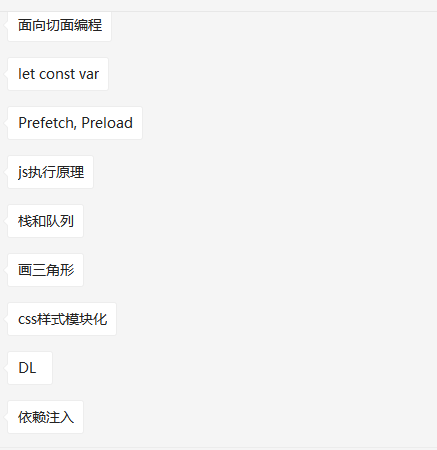 面向切面编程
let const var
Prefetch, Preload
js执行原理
栈和队列
画三角形
css样式模块化
DL
依赖注入